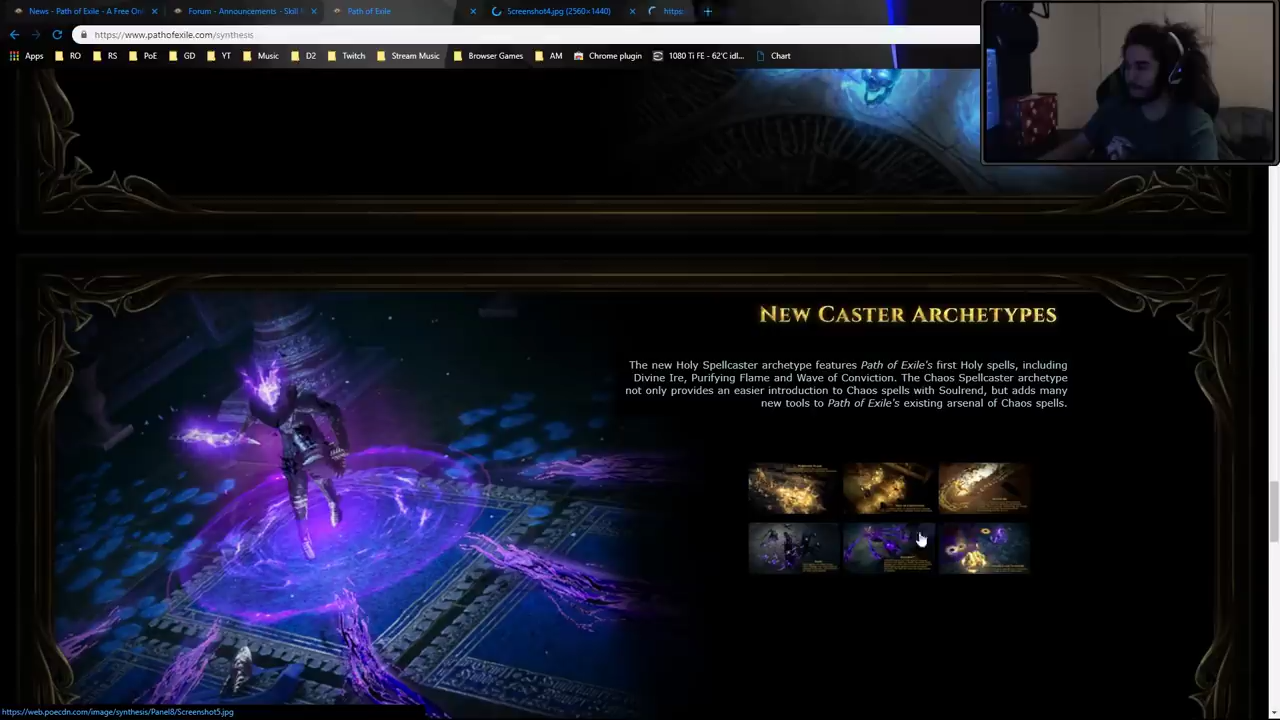 News - Path of Exile - A Free Onl
Forum - Announcements - Skill
Path of Exile
Screenshot4.jpg (2560×1440)
https:
https://www.pathofexile.com/synthesis
Apps
RO
RS
PoE
GD
YT
Music
D2
Twitch
Stream Music
Browser Games
AM
Chrome plugin
1080 Ti FE - 62°C idl...
Chart
NEW CASTER ARCHETYPES
The new Holy Spellcaster archetype features Path of Exile's first Holy spells, including
Divine Ire, Purifying Flame and Wave of Conviction. The Chaos Spellcaster archetype
not only provides an easier introduction to Chaos spells with Soulrend, but adds many
new tools to Path of Exile's existing arsenal of Chaos spells.
https://web.poecdn.com/image/synthesis/Panel8/Screenshot5.jpg